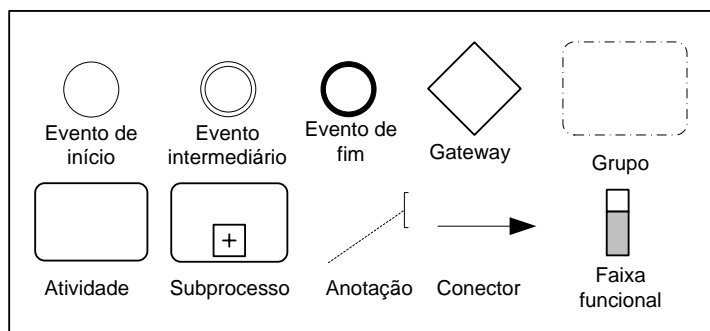 Evento de
início
Evento
intermediário
Evento de
fim
Gateway
Grupo
Atividade
Subprocesso
Anotação
Conector
Faixa
funcional